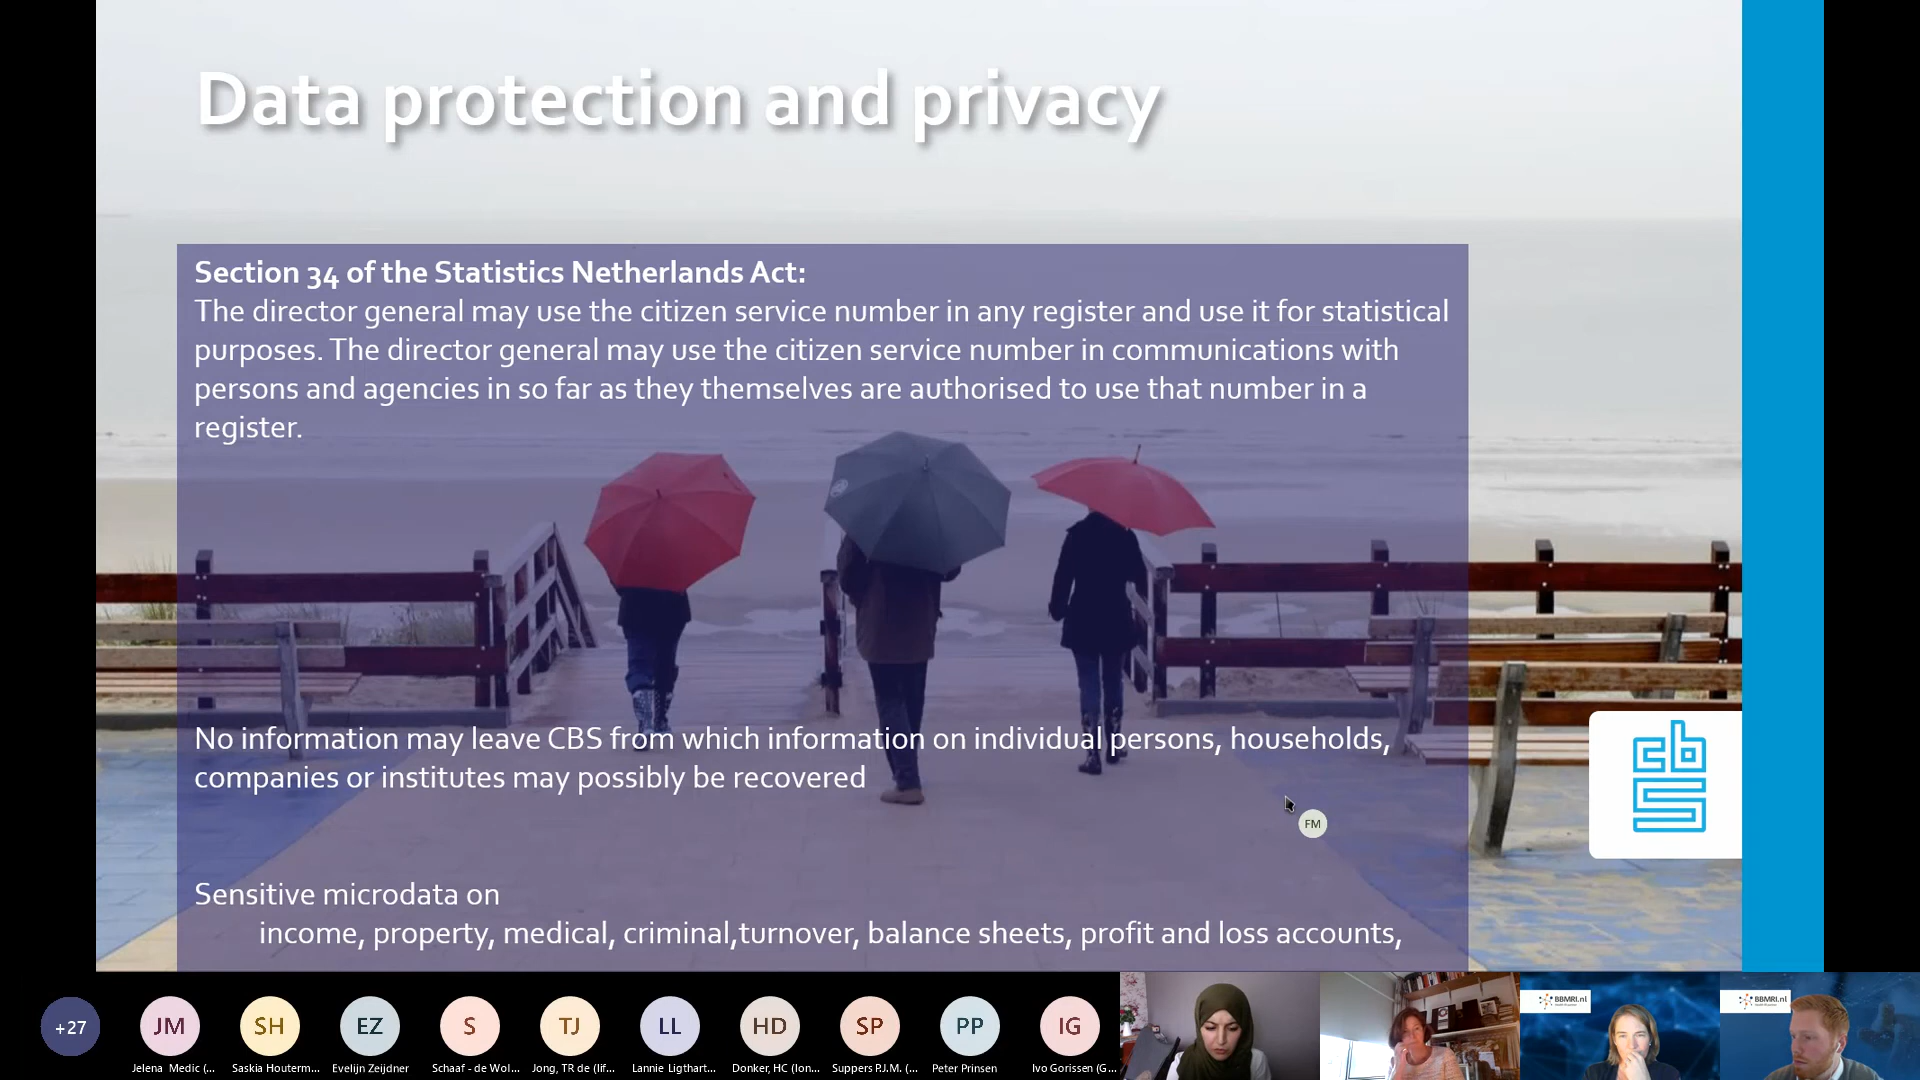 Data protection and privacy
Section 34 of the Statistics Netherlands Act:
The director general may use the citizen service number in any register and use it for statistical
purposes. The director general may use the citizen service number in communications with
persons and agencies in so far as they themselves are authorised to use that number in a
register.
No information may leave CBS from which information on individual persons, households,
companies or institutes may possibly be recovered
FM
cbs
Sensitive microdata on
income, property, medical, criminal,turnover, balance sheets, profit and loss accounts,
+27
JM
SH
EZ
S
TJ
LL
HD
SP
PP
IG
BBMRI.nl
BBMRI.nl
Jelena Medic (...
Saskia Houterm...
Evelijn Zeijdner
Schaaf - de Wol...
Jong, TR de (lif...
Lannie Ligthart...
Donker, HC (lon...
Suppers P.J.M. (...
Peter Prinsen
Ivo Gorissen (G...